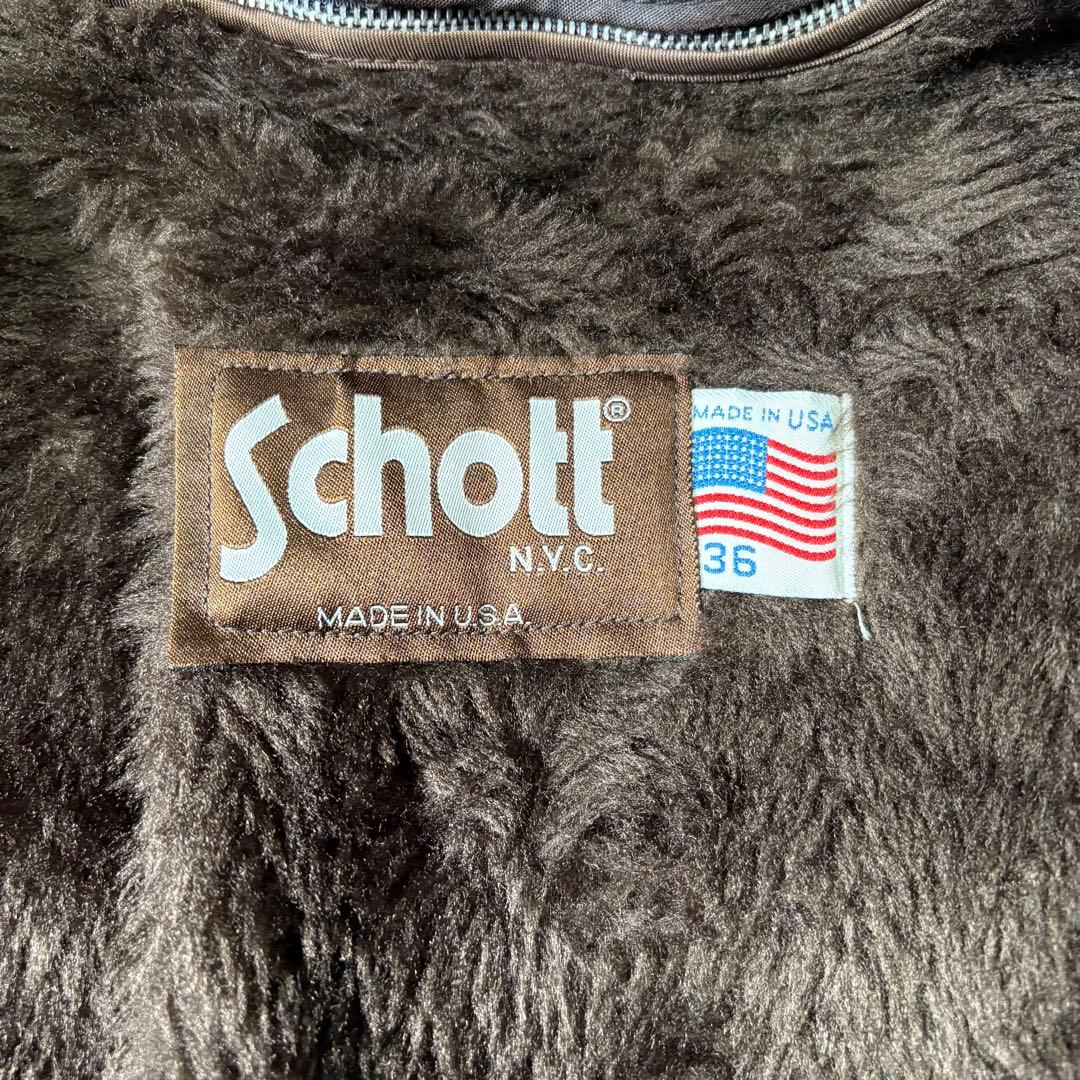 Schott®
N.Y.C.
MADE IN U.S.A.
MADE IN USA
36